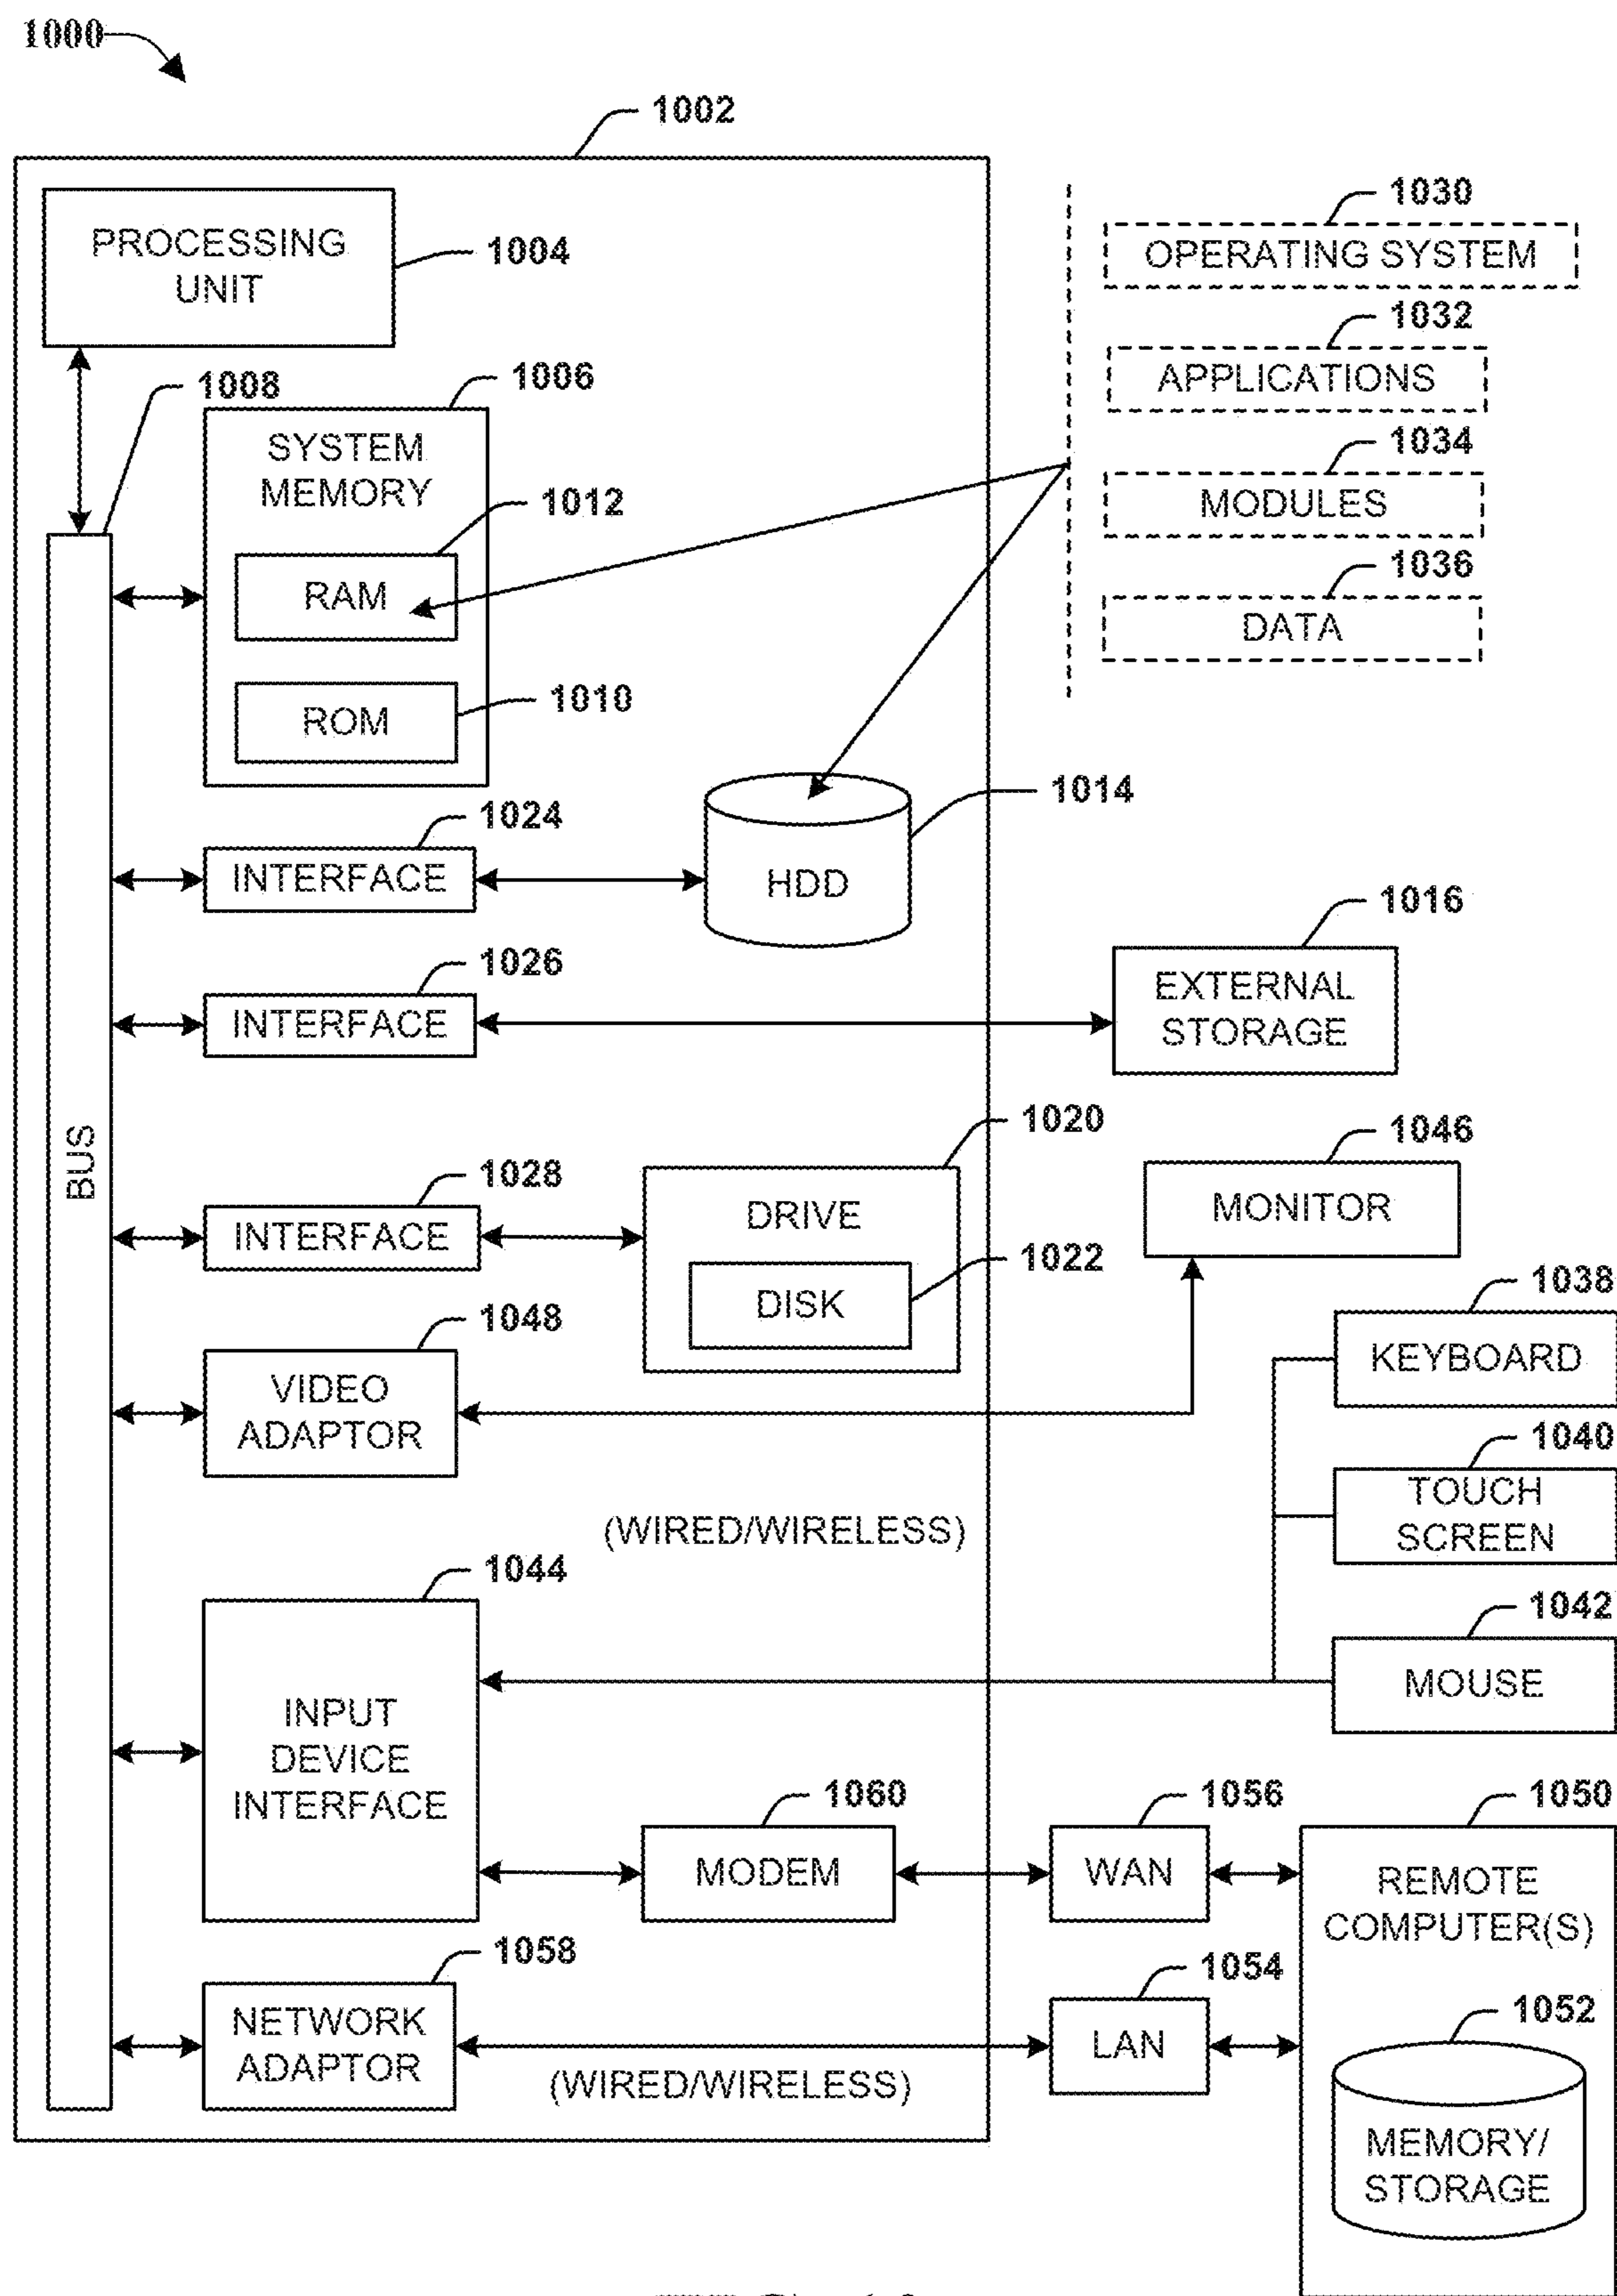 1000
1002
PROCESSING
UNIT
1004
1030
OPERATING SYSTEM
1032
APPLICATIONS
1034
MODULES
1036
DATA
1008
1006
SYSTEM
MEMORY
1012
RAM
1010
ROM
1014
HDD
1024
INTERFACE
1016
EXTERNAL
STORAGE
1026
INTERFACE
BUS
1020
DRIVE
1022
DISK
1028
INTERFACE
1046
MONITOR
1048
VIDEO
ADAPTOR
1038
KEYBOARD
1040
TOUCH
SCREEN
(WIRED/WIRELESS)
1042
MOUSE
1044
INPUT
DEVICE
INTERFACE
1060
MODEM
1056
WAN
1050
REMOTE
COMPUTER(S)
1058
NETWORK
ADAPTOR
(WIRED/WIRELESS)
1054
LAN
1052
MEMORY/
STORAGE